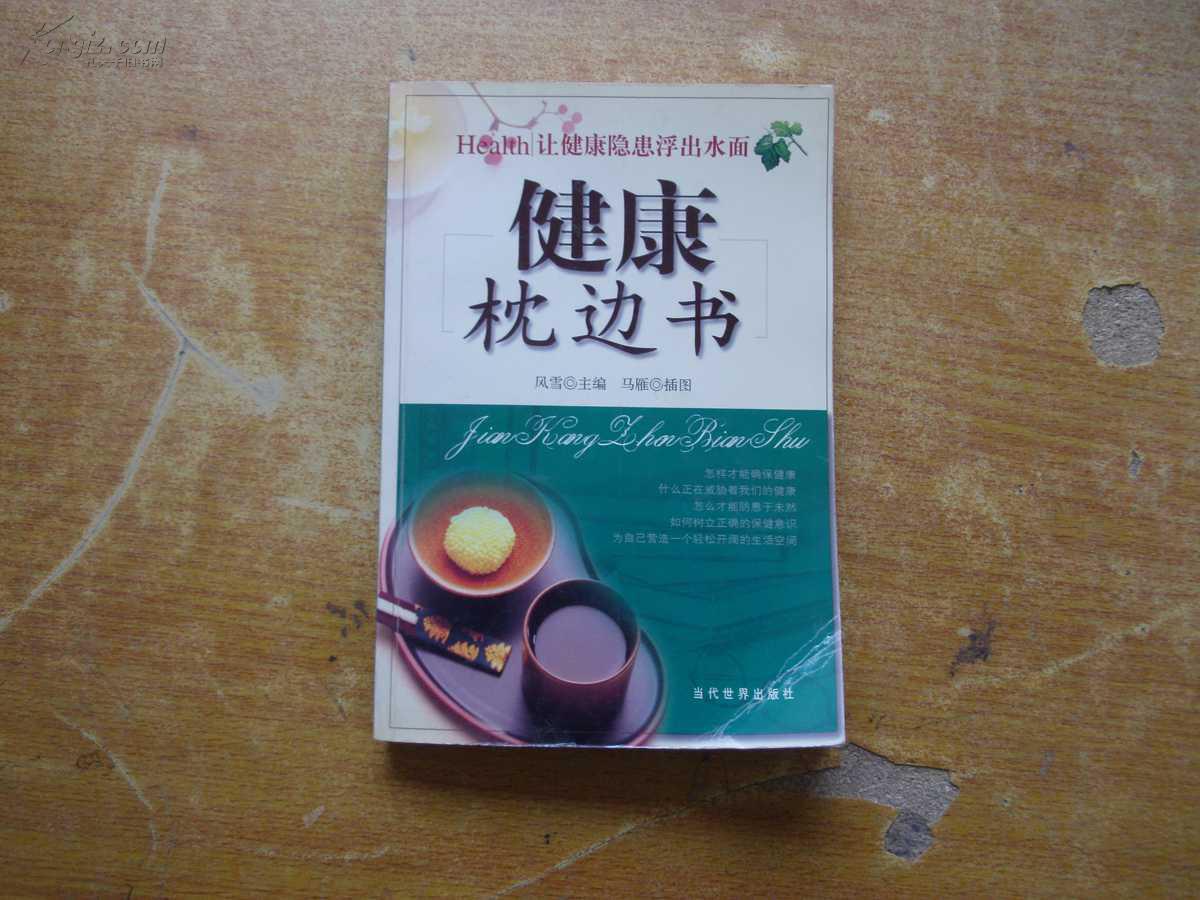 Health|让健康隐患浮出水面
健康
枕边书
风雪◎主编 马雁◎插图
Jian Kang Zhen Bian Shu
怎样才能确保健康
什么正在威胁着我们的健康
怎么才能防患于未然
如何树立正确的保健意识
为自己营造一个轻松开阔的生活空间
当代世界出版社